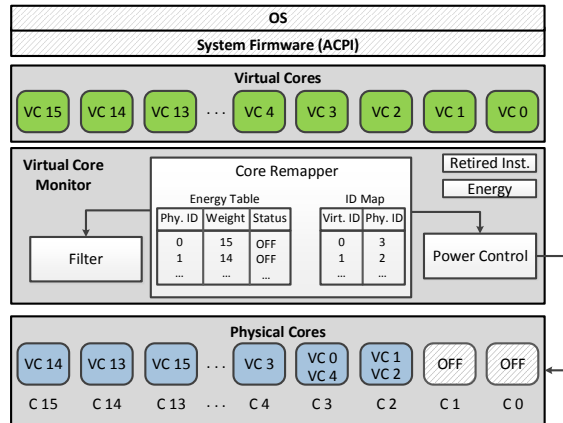 OS
System Firmware (ACPI)
Virtual Cores
VC 15 VC 14 VC 13 ... VC 4 VC 3 VC 2 VC 1 VC 0
Virtual Core
Monitor
Core Remapper
Retired Inst.
Energy
Energy Table
ID Map
Phy. ID Weight Status
Virt. ID Phy. ID
0 15 OFF
0 3
1 14 OFF
1 2
... ... ...
... ...
Filter
Power Control
Physical Cores
VC 14 VC 13 VC 15 ... VC 3 VC 0 VC 1 OFF OFF
VC 4 VC 2
C 15 C 14 C 13 ... C 4 C 3 C 2 C 1 C 0